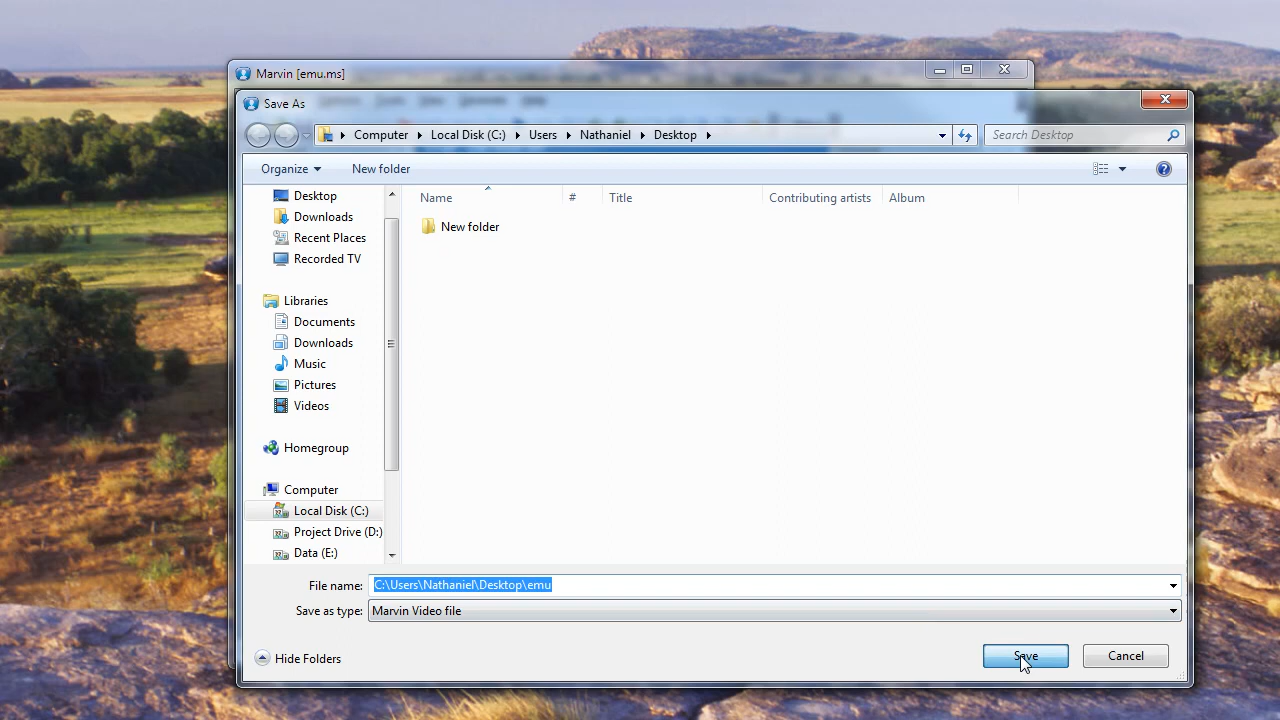 Marvin [emu.ms]
Save As
Computer Local Disk (C:) Users Nathaniel Desktop
Search Desktop
Organize New folder
Name # Title Contributing artists Album
New folder
Desktop
Downloads
Recent Places
Recorded TV
Libraries
Documents
Downloads
Music
Pictures
Videos
Homegroup
Computer
Local Disk (C:)
Project Drive (D:)
Data (E:)
File name: C:\Users\Nathaniel\Desktop\emu
Save as type: Marvin Video file
Hide Folders
Save
Cancel